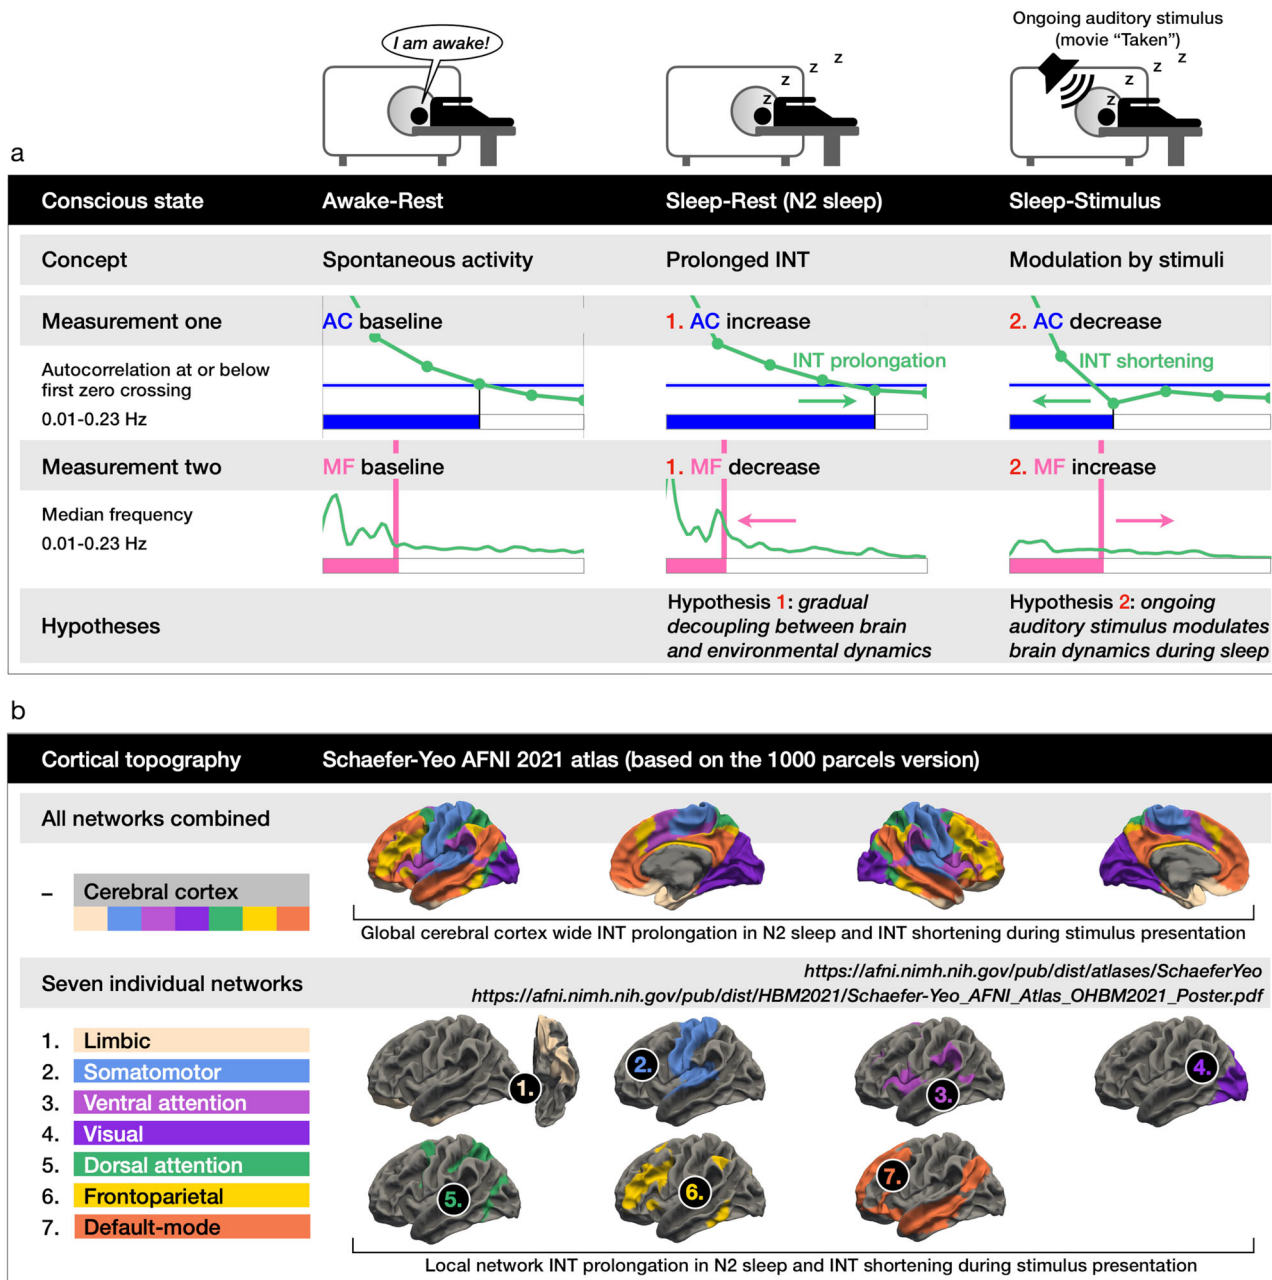 I am awake!
z z z z
Ongoing auditory stimulus
(movie “Taken”)
z z z z
a
Conscious state Awake-Rest Sleep-Rest (N2 sleep) Sleep-Stimulus
Concept Spontaneous activity Prolonged INT Modulation by stimuli
Measurement one AC baseline 1. AC increase 2. AC decrease
Autocorrelation at or below
first zero crossing
0.01-0.23 Hz
INT prolongation
INT shortening
Measurement two MF baseline 1. MF decrease 2. MF increase
Median frequency
0.01-0.23 Hz
Hypotheses
Hypothesis 1: gradual
decoupling between brain
and environmental dynamics
Hypothesis 2: ongoing
auditory stimulus modulates
brain dynamics during sleep
b
Cortical topography Schaefer-Yeo AFNI 2021 atlas (based on the 1000 parcels version)
All networks combined
– Cerebral cortex
Global cerebral cortex wide INT prolongation in N2 sleep and INT shortening during stimulus presentation
Seven individual networks
https://afni.nimh.nih.gov/pub/dist/atlases/SchaeferYeo
https://afni.nimh.nih.gov/pub/dist/HBM2021/Schaefer-Yeo_AFNI_Atlas_OHBM2021_Poster.pdf
1. Limbic
2. Somatomotor
3. Ventral attention
4. Visual
5. Dorsal attention
6. Frontoparietal
7. Default-mode
1.
2.
3.
4.
5.
6.
7.
Local network INT prolongation in N2 sleep and INT shortening during stimulus presentation